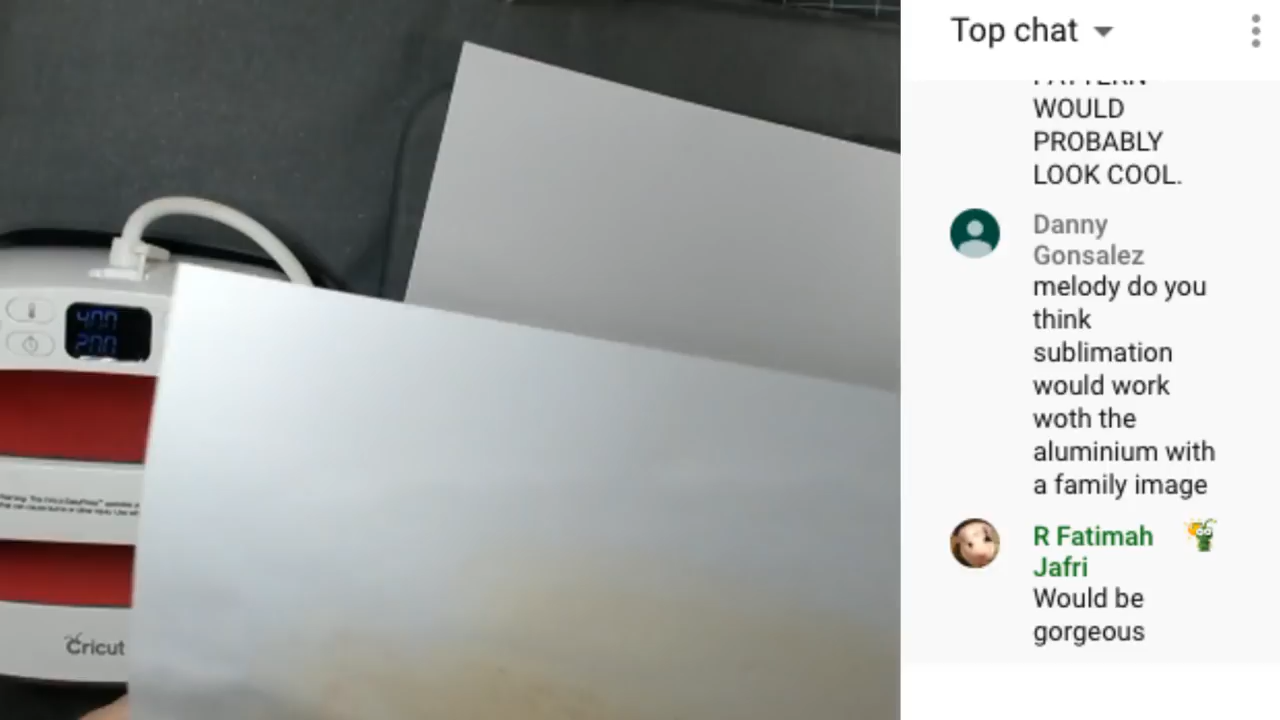 Top chat
WOULD
PROBABLY
LOOK COOL.
Danny
Gonsalez
melody do you
think
sublimation
would work
woth the
aluminium with
a family image
R Fatimah
Jafri
Would be
gorgeous
400
200
Cricut